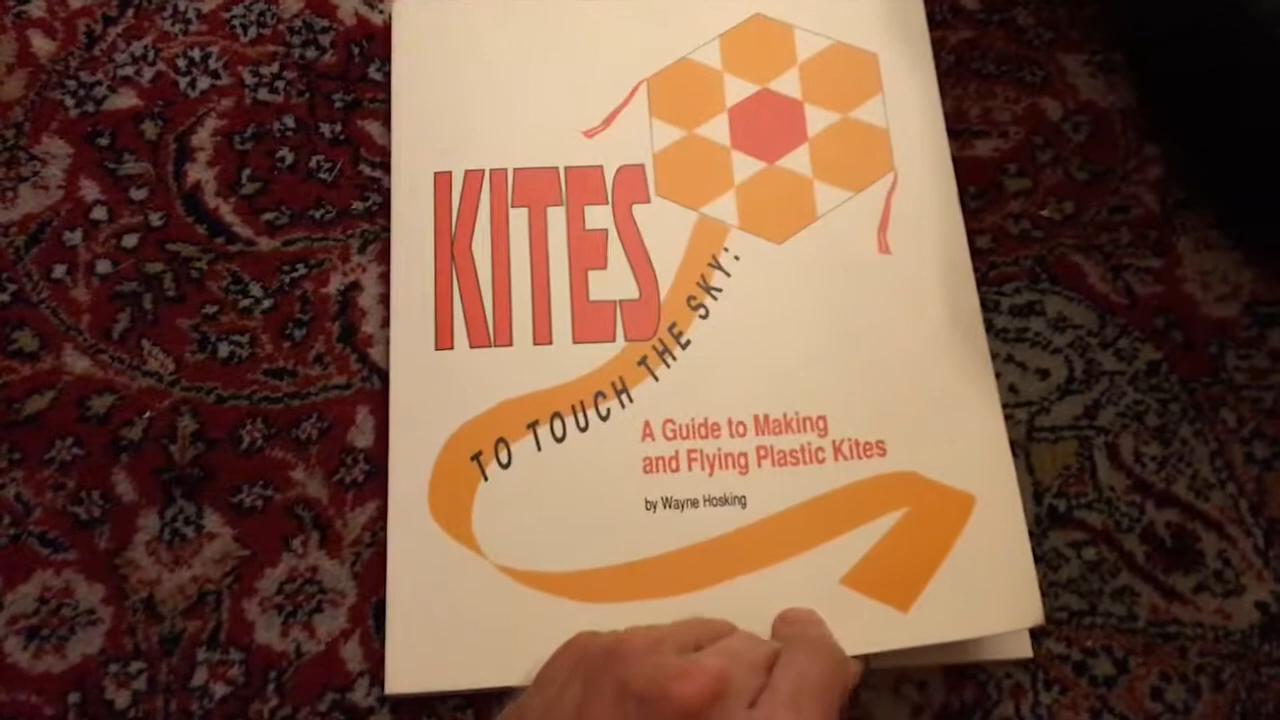 KITES
TO TOUCH THE SKY:
A Guide to Making
and Flying Plastic Kites
by Wayne Hosking